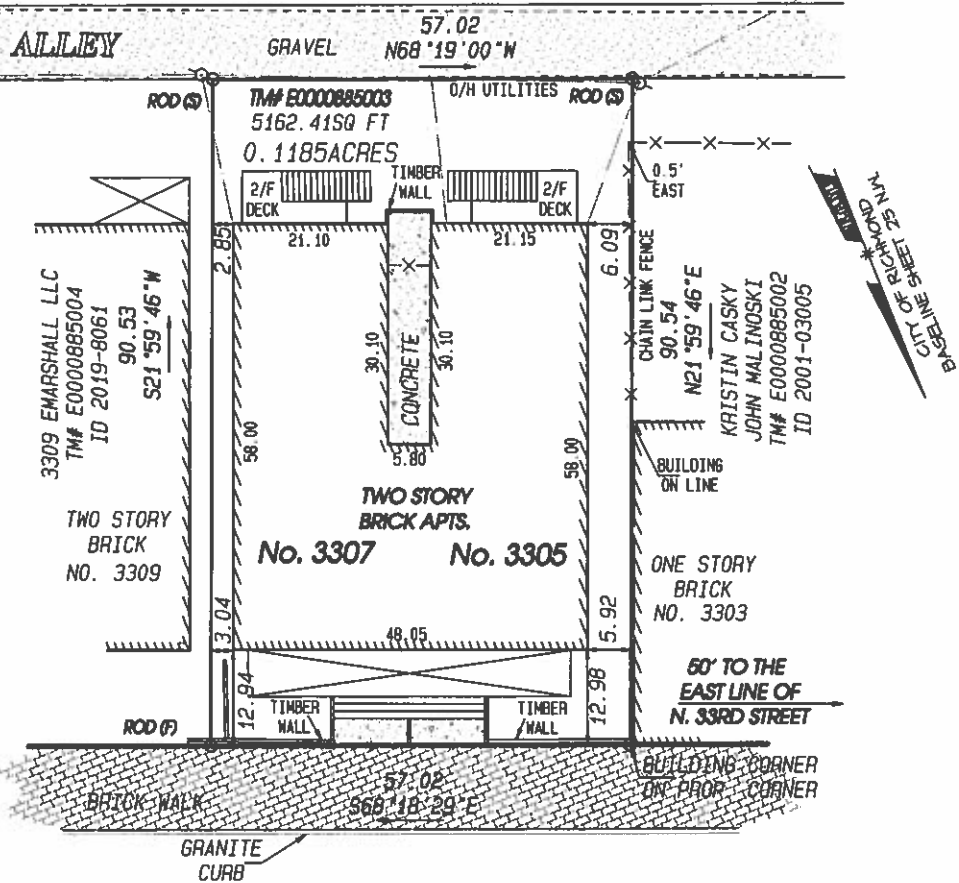 ALLEY
GRAVEL
57.02
N68°19'00"W
O/H UTILITIES
ROD (S)
ROD (S)
TM# E0000885003
5162.41SQ FT
0.1185ACRES
TIMBER
WALL
2/F
DECK
2/F
DECK
0.5'
EAST
21.10
21.15
2.85
6.09
CHAIN LINK FENCE
3309 EMARSHALL LLC
TM# E0000885004
ID 2019-8061
90.53
S21°59'46"W
90.54
N21°59'46"E
KRISTIN CASKY
JOHN MALINOSKI
TM# E0000885002
ID 2001-03005
CITY OF RICHMOND
BASELINE SHEET 25 N.W.
30.10
CONCRETE
30.10
5.80
58.00
58.00
BUILDING
ON LINE
TWO STORY
BRICK APTS.
No. 3307
No. 3305
TWO STORY
BRICK
NO. 3309
ONE STORY
BRICK
NO. 3303
3.04
48.05
5.92
12.94
12.98
50' TO THE
EAST LINE OF
N. 33RD STREET
TIMBER
WALL
TIMBER
WALL
ROD (F)
BUILDING CORNER
ON PROP. CORNER
BRICK WALK
57.02
S68°18'29"E
GRANITE
CURB